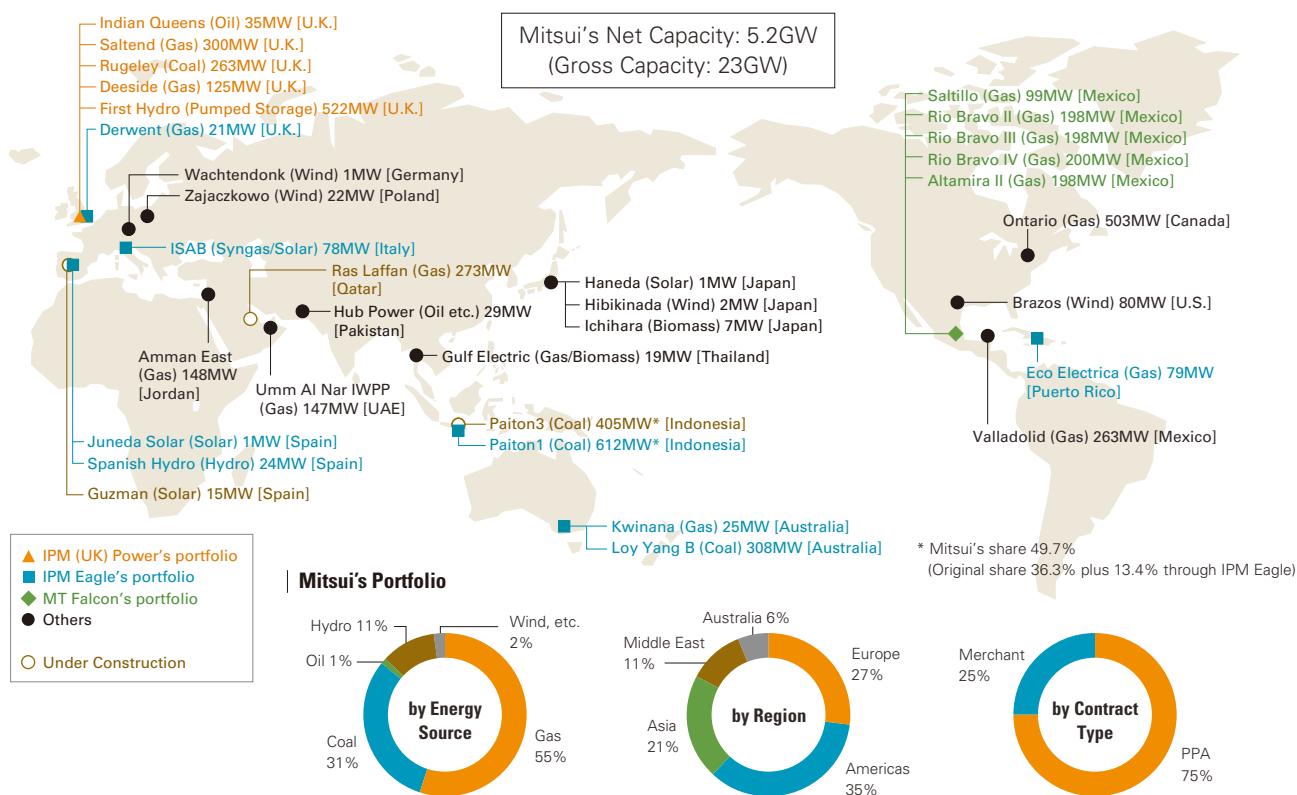 Mitsui's Net Capacity: 5.2GW
(Gross Capacity: 23GW)
Indian Queens (Oil) 35MW [U.K.]
Saltend (Gas) 300MW [U.K.]
Rugeley (Coal) 263MW [U.K.]
Deeside (Gas) 125MW [U.K.]
First Hydro (Pumped Storage) 522MW [U.K.]
Derwent (Gas) 21MW [U.K.]
Wachtendonk (Wind) 1MW [Germany]
Zajaczkowo (Wind) 22MW [Poland]
ISAB (Syngas/Solar) 78MW [Italy]
Ras Laffan (Gas) 273MW
[Qatar]
Hub Power (Oil etc.) 29MW
[Pakistan]
Haneda (Solar) 1MW [Japan]
Hibikinada (Wind) 2MW [Japan]
Ichihara (Biomass) 7MW [Japan]
Gulf Electric (Gas/Biomass) 19MW [Thailand]
Amman East
(Gas) 148MW
[Jordan]
Umm Al Nar IWPP
(Gas) 147MW [UAE]
Paiton3 (Coal) 405MW* [Indonesia]
Paiton1 (Coal) 612MW* [Indonesia]
Juneda Solar (Solar) 1MW [Spain]
Spanish Hydro (Hydro) 24MW [Spain]
Guzman (Solar) 15MW [Spain]
Kwinana (Gas) 25MW [Australia]
Loy Yang B (Coal) 308MW [Australia]
Saltillo (Gas) 99MW [Mexico]
Rio Bravo II (Gas) 198MW [Mexico]
Rio Bravo III (Gas) 198MW [Mexico]
Rio Bravo IV (Gas) 200MW [Mexico]
Altamira II (Gas) 198MW [Mexico]
Ontario (Gas) 503MW [Canada]
Brazos (Wind) 80MW [U.S.]
Eco Electrica (Gas) 79MW
[Puerto Rico]
Valladolid (Gas) 263MW [Mexico]
* Mitsui's share 49.7%
(Original share 36.3% plus 13.4% through IPM Eagle)
IPM (UK) Power's portfolio
IPM Eagle's portfolio
MT Falcon's portfolio
Others
Under Construction
Mitsui's Portfolio
by Energy
Source
Hydro 11%
Wind, etc.
2%
Oil 1%
Coal
31%
Gas
55%
by Region
Australia 6%
Middle East
11%
Europe
27%
Asia
21%
Americas
35%
by Contract
Type
Merchant
25%
PPA
75%